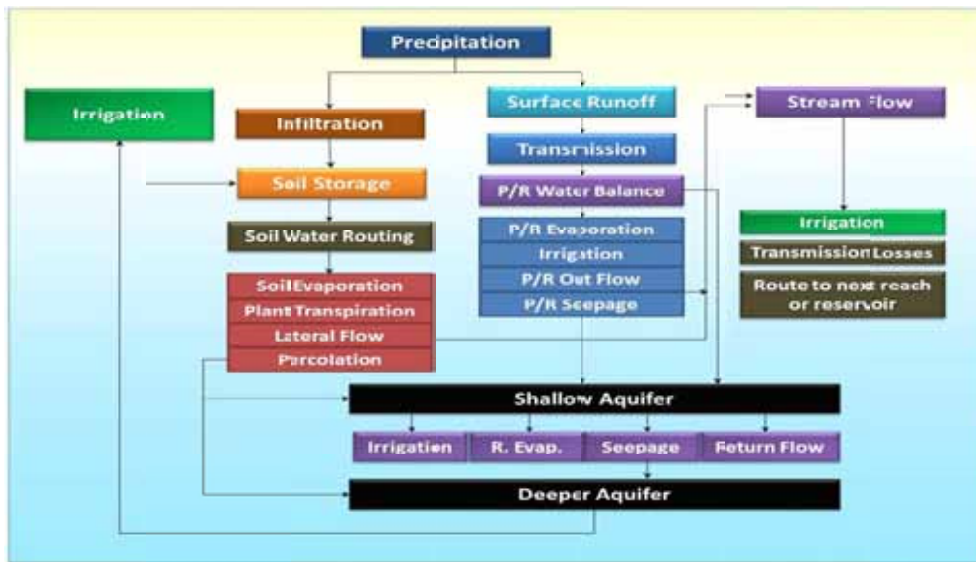 Precipitation
Irrigation
Infiltration
Surface Runoff
Stream Flow
Transmission
Soil Storage
P/R Water Balance
Soil Water Routing
P/R Evaporation
Irrigation
P/R Out Flow
P/R Seepage
Irrigation
Transmission Losses
Route to next reach
or reservoir
Soil Evaporation
Plant Transpiration
Lateral Flow
Percolation
Shallow Aquifer
Irrigation
R. Evap.
Seepage
Return Flow
Deeper Aquifer